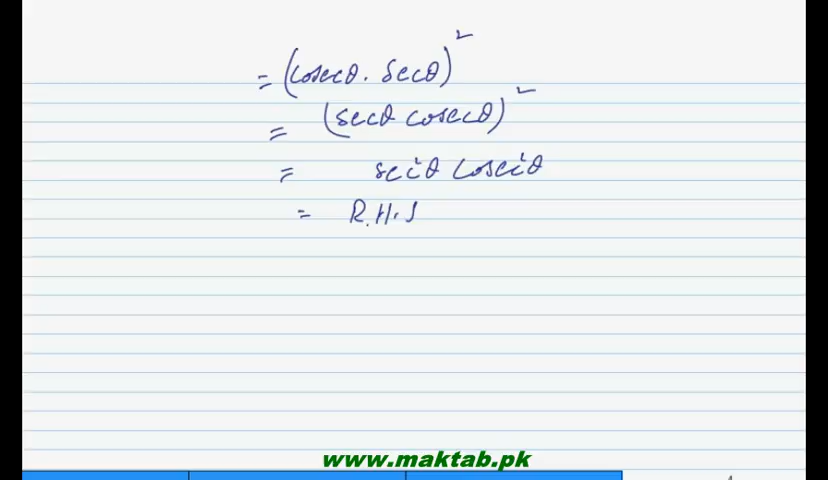 = (cosecθ . secθ)²
= (secθ cosecθ)²
= sec²θ cosec²θ
= R.H.S
www.maktab.pk